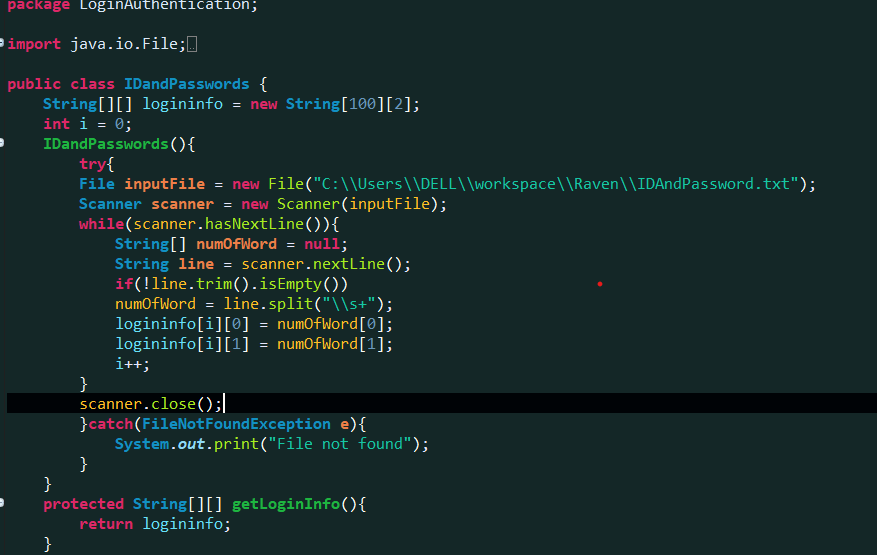 package LoginAuthentication;
import java.io.File;
public class IDandPasswords {
String[][] logininfo = new String[100][2];
int i = 0;
IDandPasswords(){
try{
File inputFile = new File("C:\\Users\\DELL\\workspace\\Raven\\IDAndPassword.txt");
Scanner scanner = new Scanner(inputFile);
while(scanner.hasNextLine()){
String[] numOfWord = null;
String line = scanner.nextLine();
if(!line.trim().isEmpty())
numOfWord = line.split("\\s+");
logininfo[i][0] = numOfWord[0];
logininfo[i][1] = numOfWord[1];
i++;
}
scanner.close();
}catch(FileNotFoundException e){
System.out.print("File not found");
}
}
protected String[][] getLoginInfo(){
return logininfo;
}